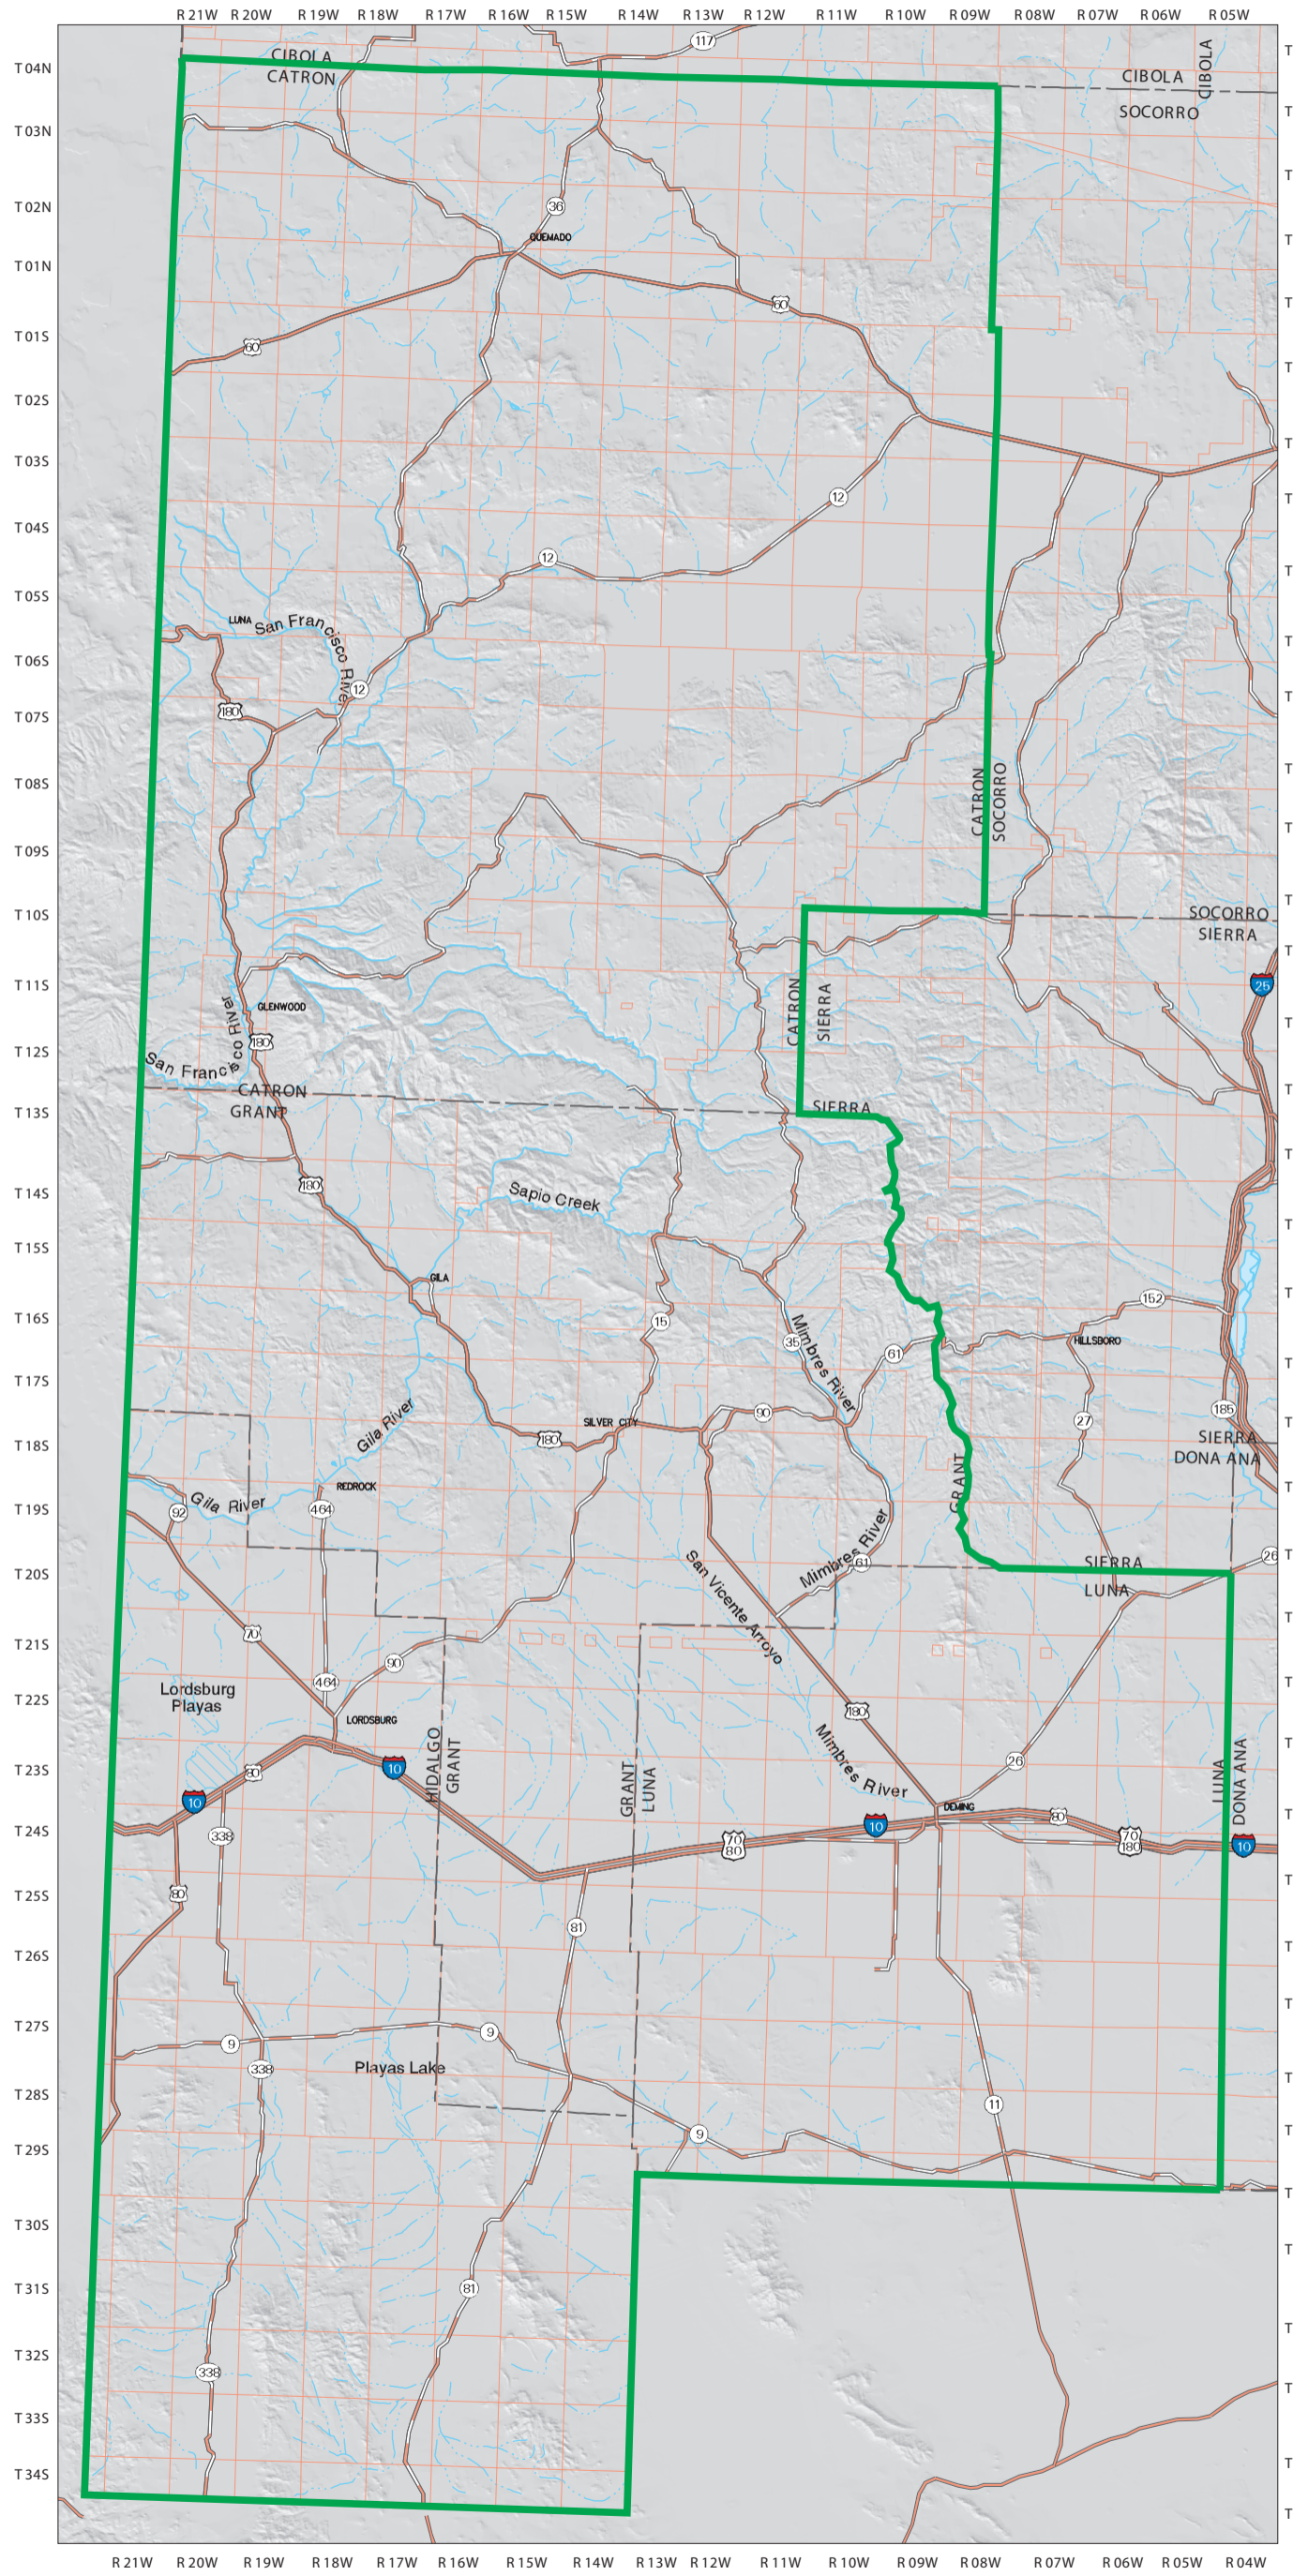 R 21W R 20W R 19W R 18W R 17W R 16W R 15W R 14W R 13W R 12W R 11W R 10W R 09W R 08W R 07W R 06W R 05W
117
T
CIBOLA
CATRON
CIBOLA
CIBOLA
SOCORRO
T 04N
T
T 03N
T
T 02N
36
QUEMADO
T
T 01N
60
T
T 01S
60
T
T 02S
T
T 03S
12
T
T 04S
12
T
T 05S
LUNA
San Francisco River
T
T 06S
12
T
T 07S
180
T
T 08S
CATRON
SOCORRO
T
T 09S
T
T 10S
SOCORRO
SIERRA
T
T 11S
25
GLENWOOD
CATRON
SIERRA
T
San Francisco River
180
T 12S
San Francisco River
T
CATRON
GRANT
SIERRA
T 13S
T
T 14S
180
Sapio Creek
T
T 15S
GILA
T
152
T 16S
15
Mimbres River
35
61
HILLSBORO
T
T 17S
Gila River
90
185
27
T
SILVER CITY
180
T 18S
SIERRA
DONA ANA
GRANT
T
REDROCK
Gila River
92
464
T 19S
Mimbres River
61
26
T
San Vicente Arroyo
SIERRA
LUNA
T 20S
T
70
T 21S
90
464
T
Lordsburg
Playas
T 22S
180
LORDSBURG
T
Mimbres River
HIDALGO
GRANT
GRANT
LUNA
LUNA
DONA ANA
T 23S
80
10
26
10
DEMING
T
T 24S
338
10
70
80
80
70
180
10
T
T 25S
80
81
T
T 26S
T
T 27S
9
9
338
Playas Lake
T
T 28S
11
9
T
T 29S
T
T 30S
T
T 31S
81
T
T 32S
338
T
T 33S
T
T 34S
T
R 21W R 20W R 19W R 18W R 17W R 16W R 15W R 14W R 13W R 12W R 11W R 10W R 09W R 08W R 07W R 06W R 05W R 04W